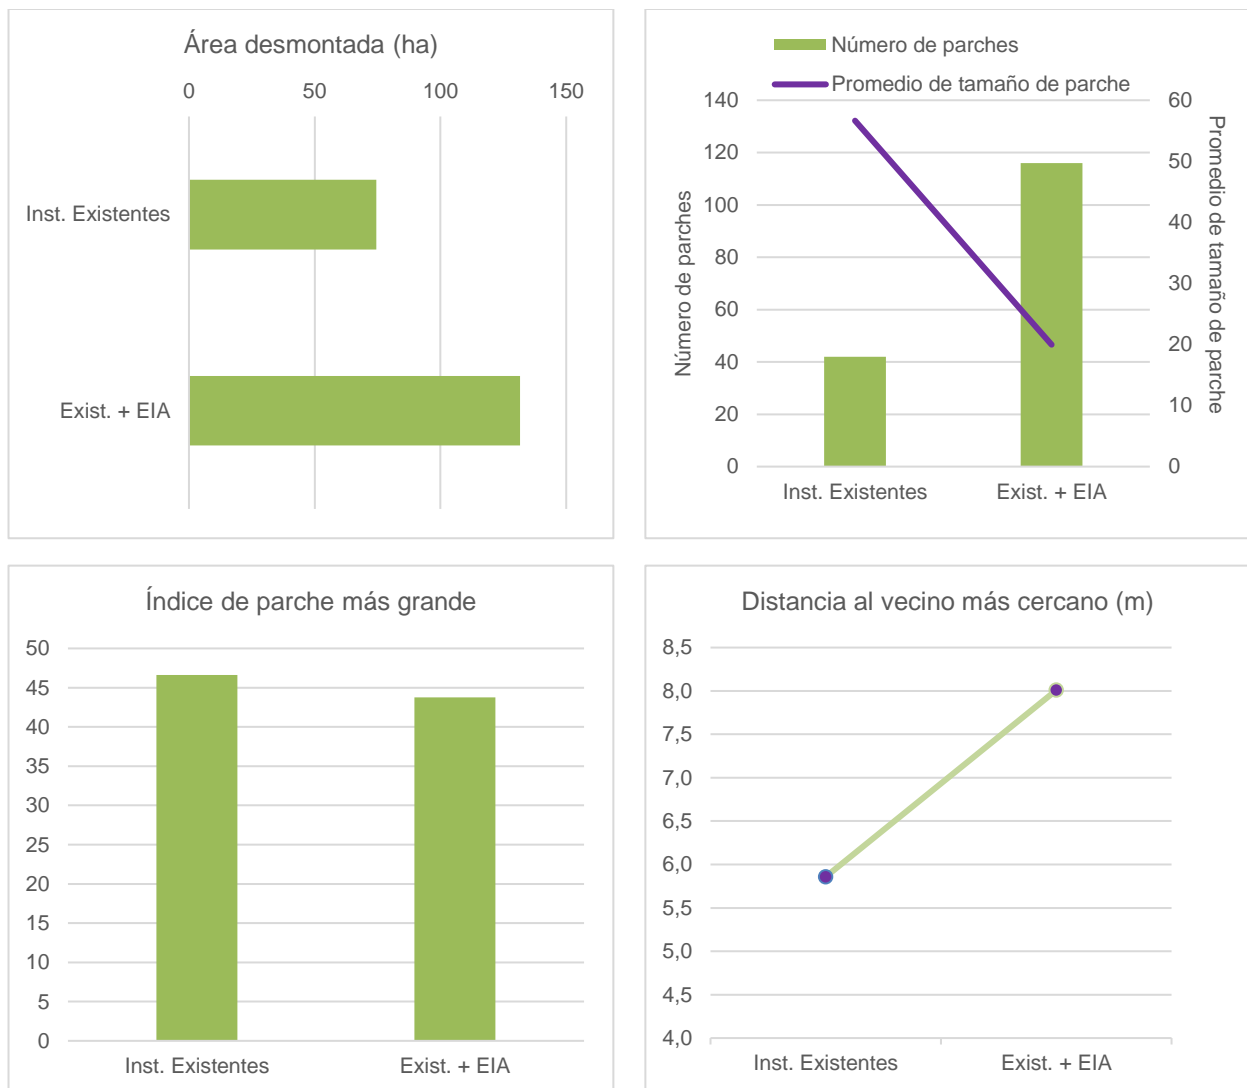 Área desmontada (ha)
0 50 100 150
Inst. Existentes
Exist. + EIA
Número de parches
Promedio de tamaño de parche
140
120
100
80
60
40
20
0
Número de parches
60
50
40
30
20
10
0
Promedio de tamaño de parche
Inst. Existentes Exist. + EIA
Índice de parche más grande
50
45
40
35
30
25
20
15
10
5
0
Inst. Existentes Exist. + EIA
Distancia al vecino más cercano (m)
8,5
8,0
7,5
7,0
6,5
6,0
5,5
5,0
4,5
4,0
Inst. Existentes Exist. + EIA